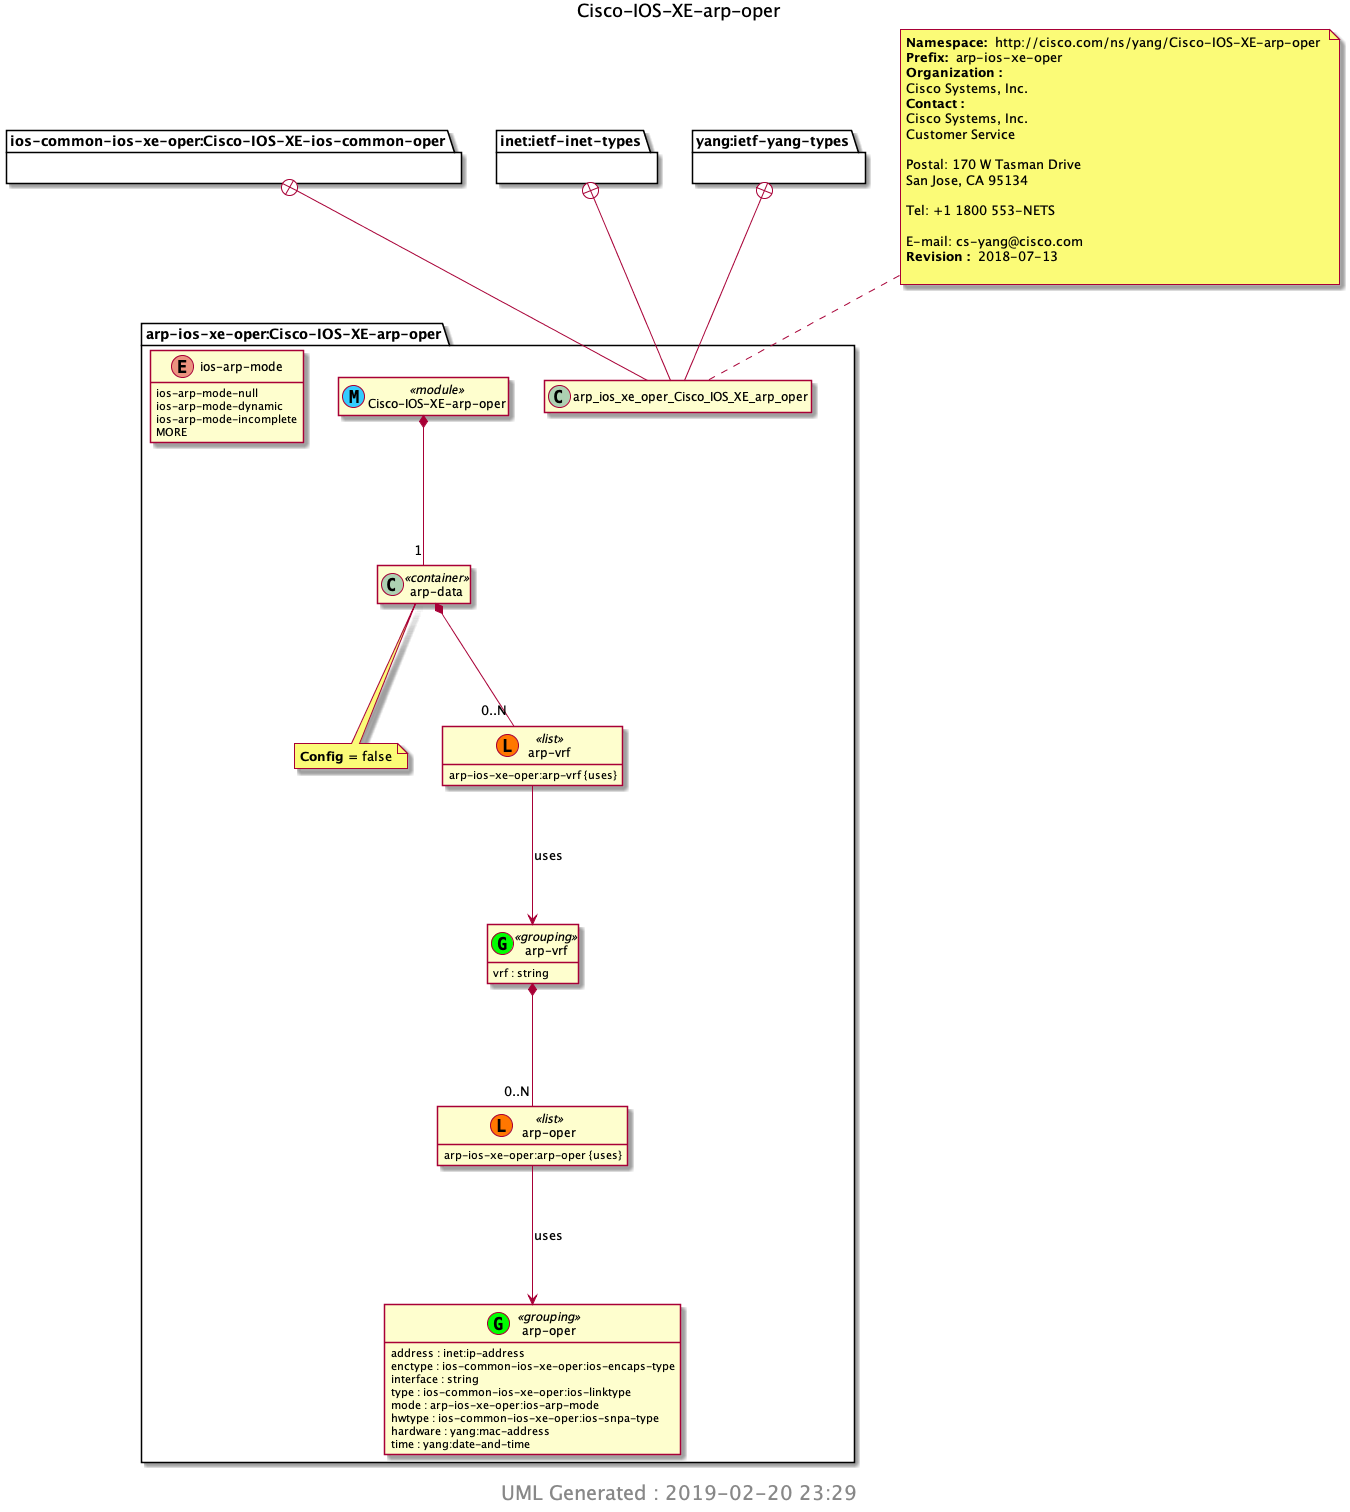 Cisco-IOS-XE-arp-oper
Namespace: http://cisco.com/ns/yang/Cisco-IOS-XE-arp-oper
Prefix: arp-ios-xe-oper
Organization :
Cisco Systems, Inc.
Contact :
Cisco Systems, Inc.
Customer Service
Postal: 170 W Tasman Drive
San Jose, CA 95134
Tel: +1 1800 553-NETS
E-mail: cs-yang@cisco.com
Revision : 2018-07-13
ios-common-ios-xe-oper:Cisco-IOS-XE-ios-common-oper
inet:ietf-inet-types
yang:ietf-yang-types
arp-ios-xe-oper:Cisco-IOS-XE-arp-oper
E ios-arp-mode
ios-arp-mode-null
ios-arp-mode-dynamic
ios-arp-mode-incomplete
MORE
M «module»
Cisco-IOS-XE-arp-oper
C arp_ios_xe_oper_Cisco_IOS_XE_arp_oper
1
C «container»
arp-data
0..N
Config = false
L «list»
arp-vrf
arp-ios-xe-oper:arp-vrf {uses}
uses
G «grouping»
arp-vrf
vrf : string
0..N
L «list»
arp-oper
arp-ios-xe-oper:arp-oper {uses}
uses
G «grouping»
arp-oper
address : inet:ip-address
enctype : ios-common-ios-xe-oper:ios-encaps-type
interface : string
type : ios-common-ios-xe-oper:ios-linktype
mode : arp-ios-xe-oper:ios-arp-mode
hwtype : ios-common-ios-xe-oper:ios-snpa-type
hardware : yang:mac-address
time : yang:date-and-time
UML Generated : 2019-02-20 23:29